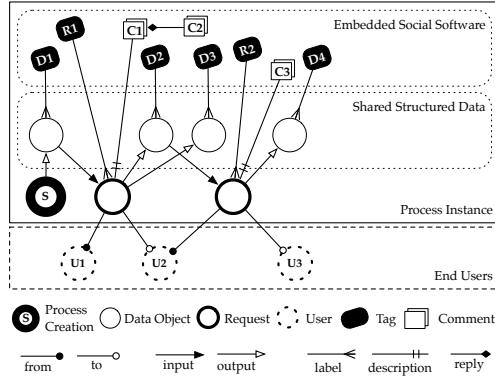 Embedded Social Software
R1
C1
C2
D1
D2
D3
R2
D4
C3
Shared Structured Data
S
Process Instance
U1
U2
U3
End Users
S
Process
Creation
Data Object
Request
User
Tag
Comment
from
to
input
output
label
description
reply